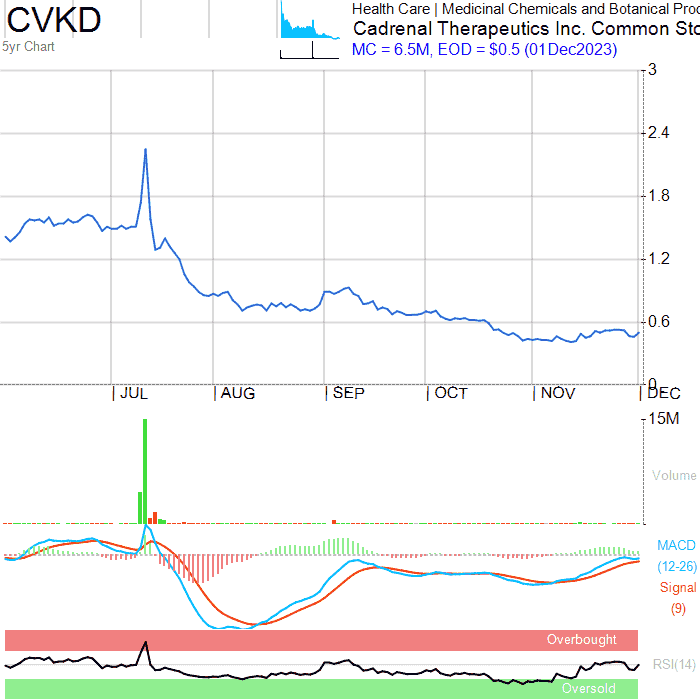 CVKD
5yr Chart
Health Care | Medicinal Chemicals and Botanical Proc
Cadrenal Therapeutics Inc. Common Sto
MC = 6.5M, EOD = $0.5 (01Dec2023)
3
2.4
1.8
1.2
0.6
0
JUL AUG SEP OCT NOV DEC
15M
Volume
MACD
(12-26)
Signal
(9)
Overbought
RSI(14)
Oversold